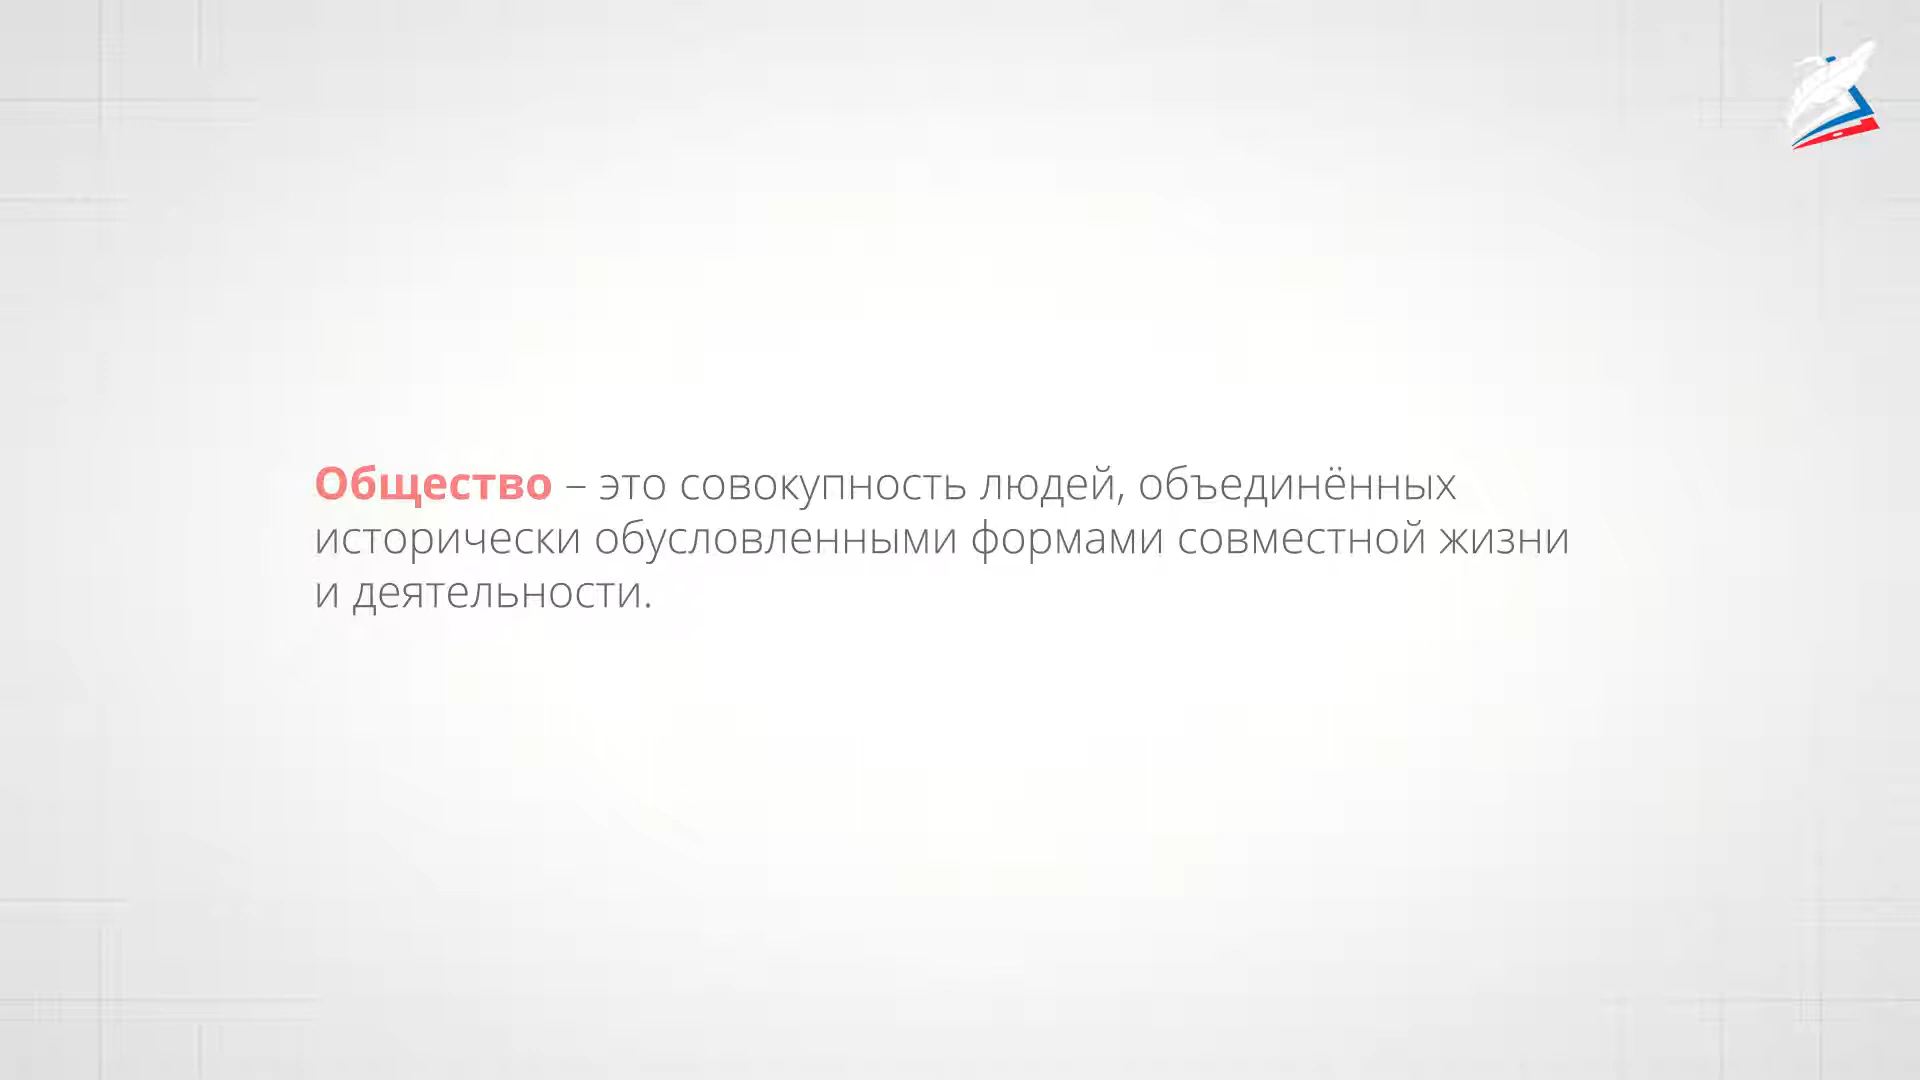 Общество – это совокупность людей, объединённых
исторически обусловленными формами совместной жизни
и деятельности.